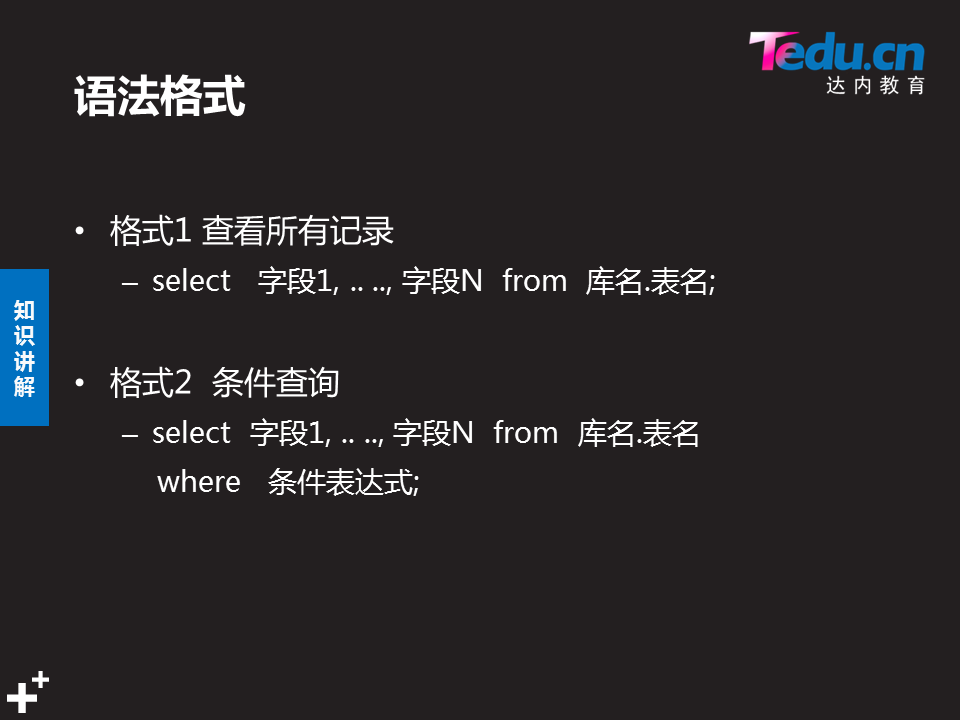 Tedu.cn
达内教育
语法格式
• 格式1 查看所有记录
– select 字段1, .. .., 字段N from 库名.表名;
知识讲解
• 格式2 条件查询
– select 字段1, .. .., 字段N from 库名.表名
where 条件表达式;